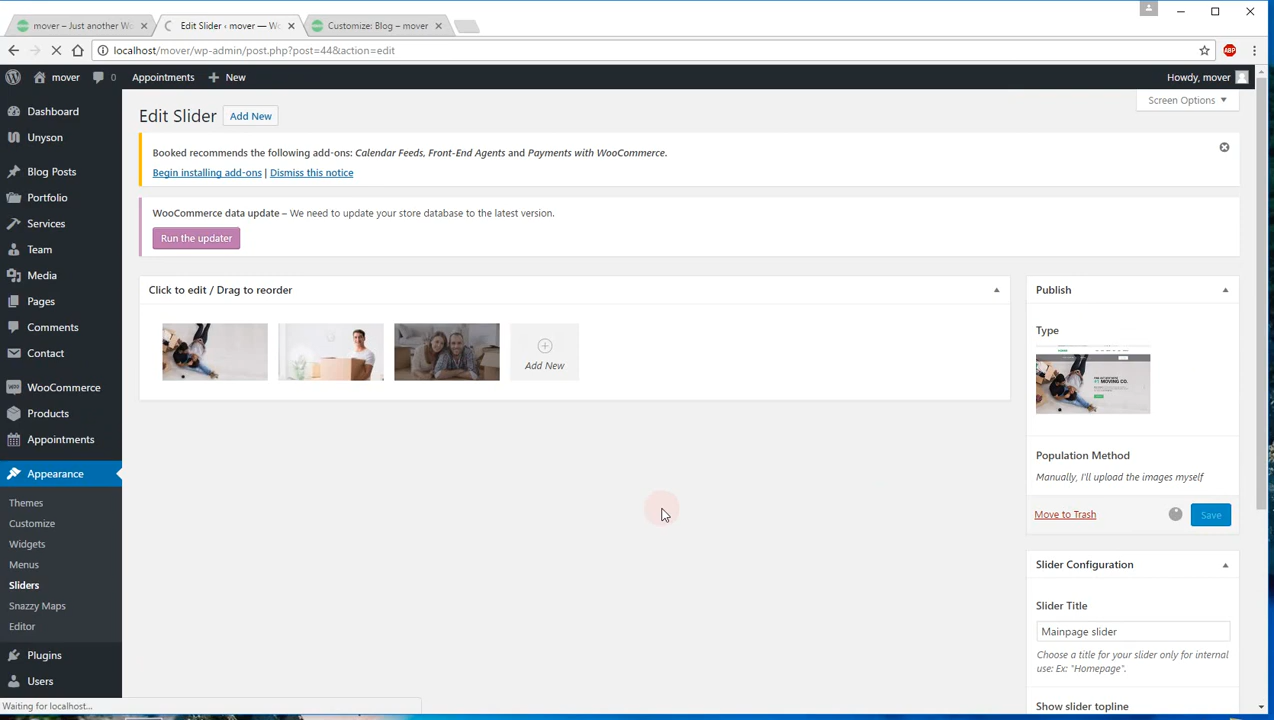 mover – Just another Wo
Edit Slider ‹ mover — Wo
Customize: Blog – mover
localhost/mover/wp-admin/post.php?post=44&action=edit
ABP
mover
0
Appointments
New
Howdy, mover
Screen Options
Dashboard
Unyson
Blog Posts
Portfolio
Services
Team
Media
Pages
Comments
Contact
WooCommerce
Products
Appointments
Appearance
Themes
Customize
Widgets
Menus
Sliders
Snazzy Maps
Editor
Plugins
Users
Edit Slider
Add New
Booked recommends the following add-ons: Calendar Feeds, Front-End Agents and Payments with WooCommerce.
Begin installing add-ons | Dismiss this notice
WooCommerce data update – We need to update your store database to the latest version.
Run the updater
Click to edit / Drag to reorder
Add New
Publish
Type
Population Method
Manually, I'll upload the images myself
Move to Trash
Save
Slider Configuration
Slider Title
Mainpage slider
Choose a title for your slider only for internal
use: Ex: "Homepage".
Show slider topline
Waiting for localhost...